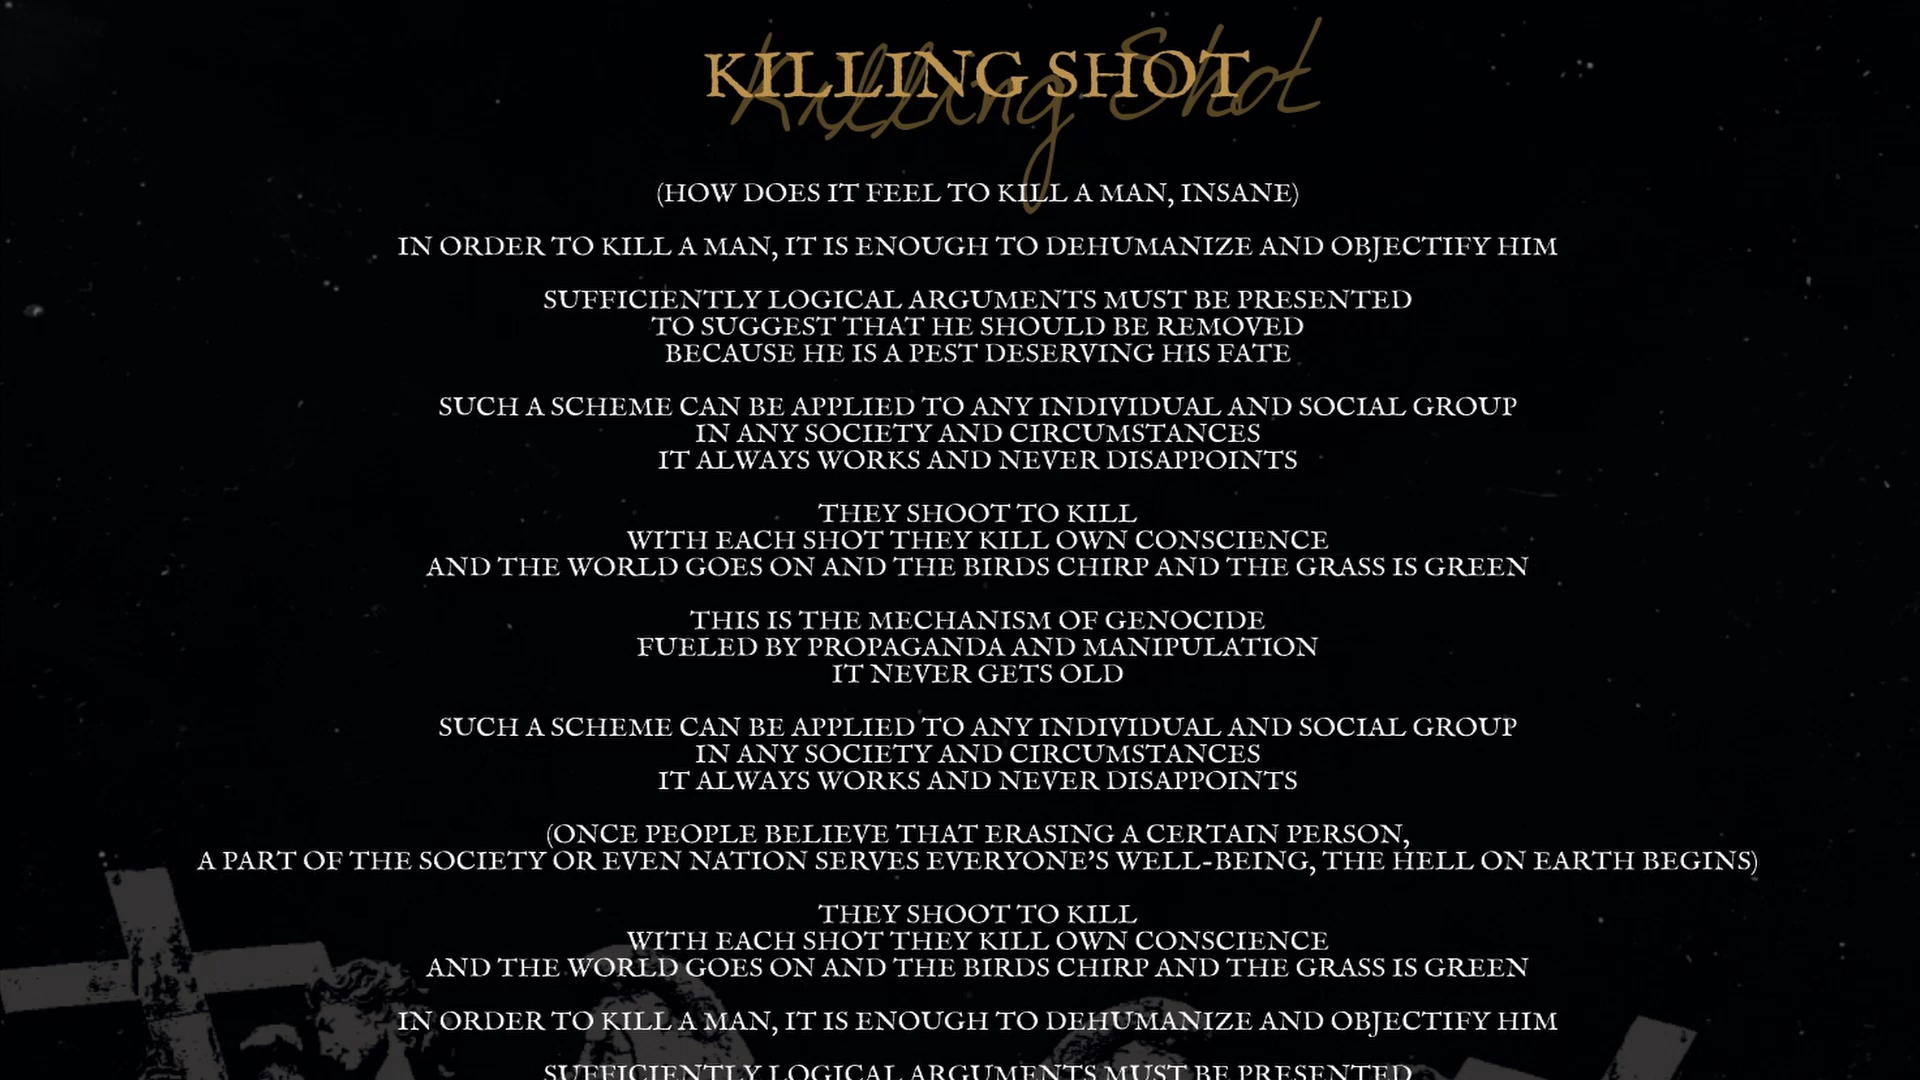 KILLING SHOT
Killing Shot
(HOW DOES IT FEEL TO KILL A MAN, INSANE)
IN ORDER TO KILL A MAN, IT IS ENOUGH TO DEHUMANIZE AND OBJECTIFY HIM
SUFFICIENTLY LOGICAL ARGUMENTS MUST BE PRESENTED
TO SUGGEST THAT HE SHOULD BE REMOVED
BECAUSE HE IS A PEST DESERVING HIS FATE
SUCH A SCHEME CAN BE APPLIED TO ANY INDIVIDUAL AND SOCIAL GROUP
IN ANY SOCIETY AND CIRCUMSTANCES
IT ALWAYS WORKS AND NEVER DISAPPOINTS
THEY SHOOT TO KILL
WITH EACH SHOT THEY KILL OWN CONSCIENCE
AND THE WORLD GOES ON AND THE BIRDS CHIRP AND THE GRASS IS GREEN
THIS IS THE MECHANISM OF GENOCIDE
FUELED BY PROPAGANDA AND MANIPULATION
IT NEVER GETS OLD
SUCH A SCHEME CAN BE APPLIED TO ANY INDIVIDUAL AND SOCIAL GROUP
IN ANY SOCIETY AND CIRCUMSTANCES
IT ALWAYS WORKS AND NEVER DISAPPOINTS
(ONCE PEOPLE BELIEVE THAT ERASING A CERTAIN PERSON,
A PART OF THE SOCIETY OR EVEN NATION SERVES EVERYONE'S WELL-BEING, THE HELL ON EARTH BEGINS)
THEY SHOOT TO KILL
WITH EACH SHOT THEY KILL OWN CONSCIENCE
AND THE WORLD GOES ON AND THE BIRDS CHIRP AND THE GRASS IS GREEN
IN ORDER TO KILL A MAN, IT IS ENOUGH TO DEHUMANIZE AND OBJECTIFY HIM
SUFFICIENTLY LOGICAL ARGUMENTS MUST BE PRESENTED